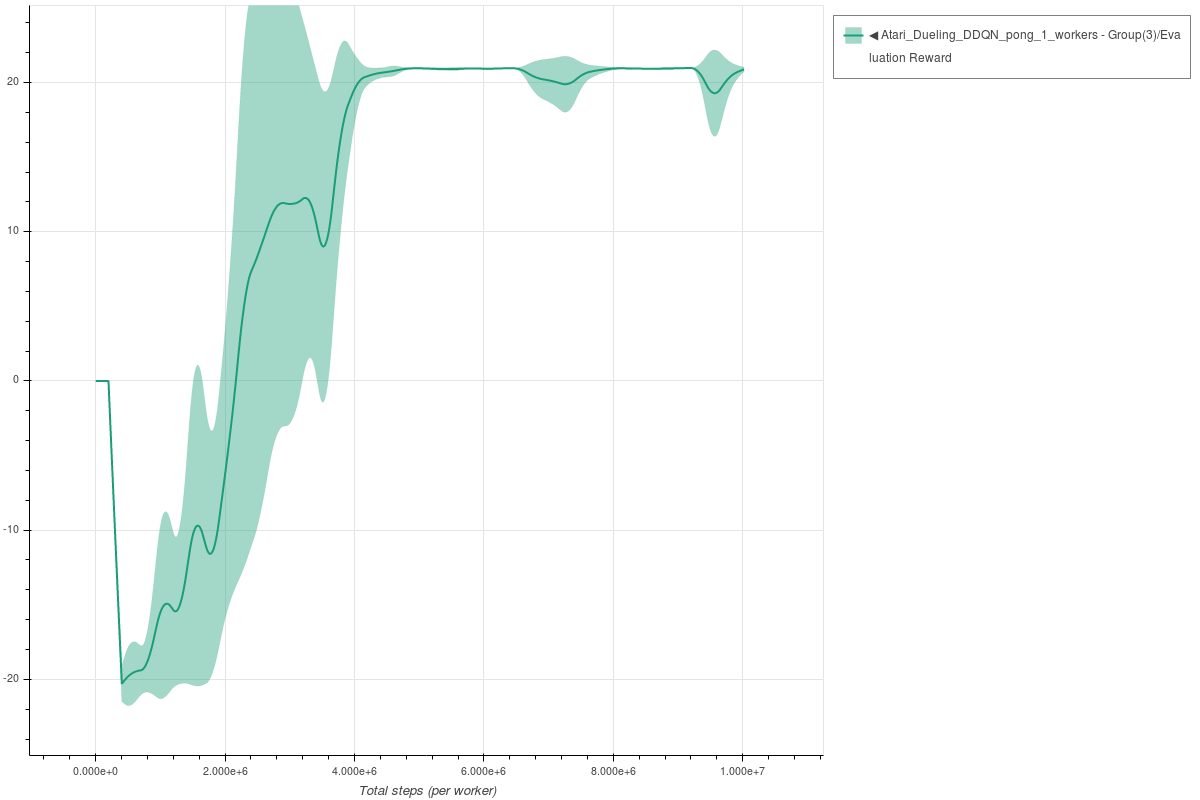 ◀ Atari_Dueling_DDQN_pong_1_workers - Group(3)/Eva
luation Reward
20
10
0
-10
-20
0.000e+0 2.000e+6 4.000e+6 6.000e+6 8.000e+6 1.000e+7
Total steps (per worker)